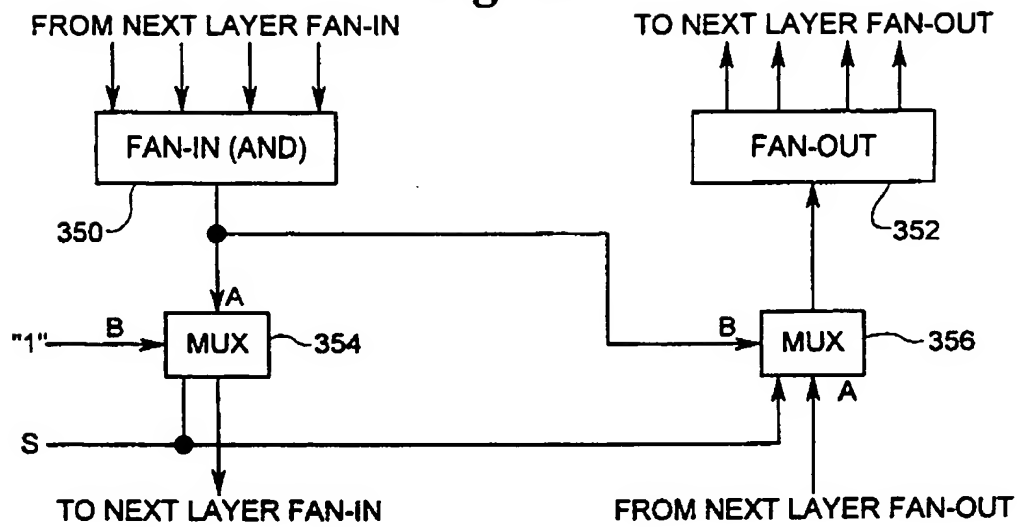 FROM NEXT LAYER FAN-IN
TO NEXT LAYER FAN-OUT
FAN-IN (AND)
FAN-OUT
350
352
A
"1"
B
MUX
354
B
MUX
356
A
S
TO NEXT LAYER FAN-IN
FROM NEXT LAYER FAN-OUT